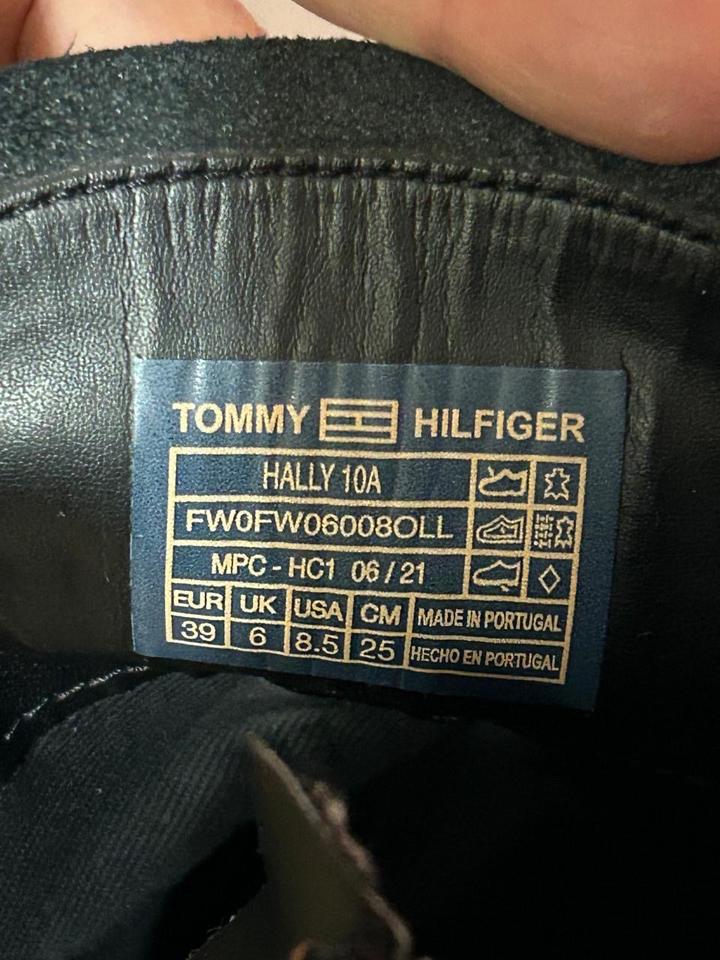 TOMMY HILFIGER
HALLY 10A
FW0FW06008OLL
MPC - HC1 06 / 21
EUR UK USA CM MADE IN PORTUGAL
39 6 8.5 25 HECHO EN PORTUGAL